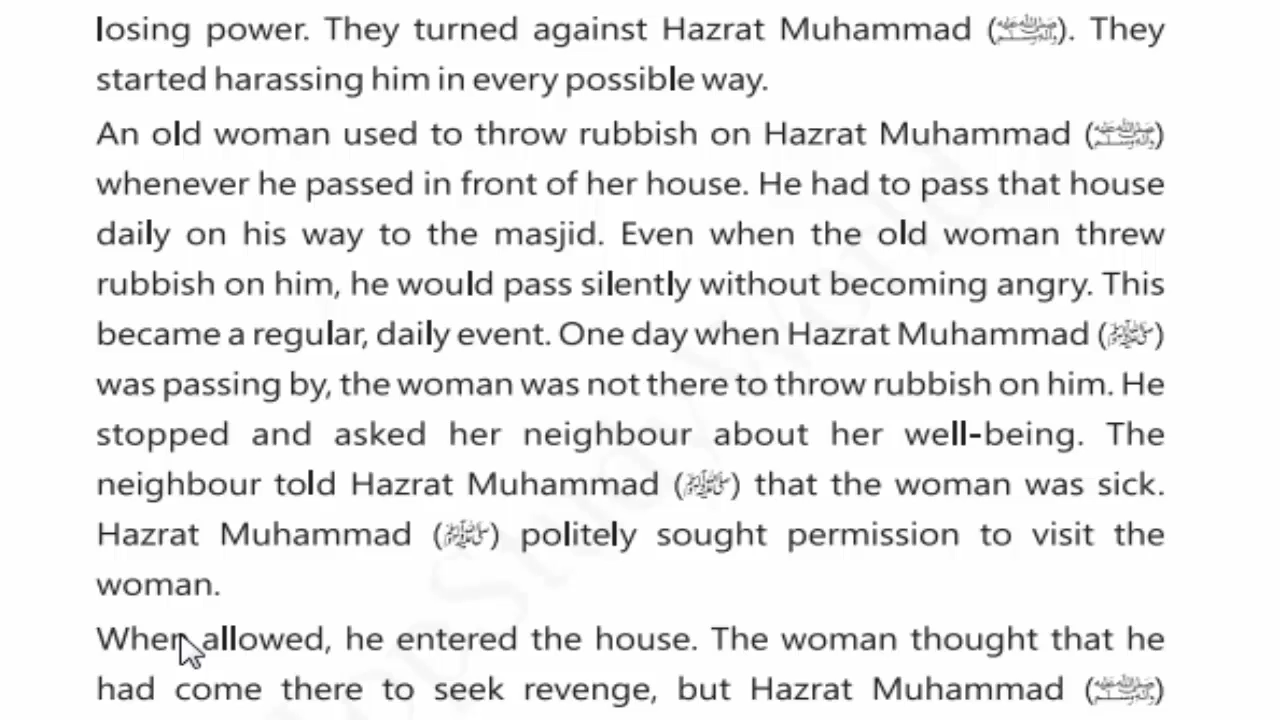 losing power. They turned against Hazrat Muhammad (ﷺ). They
started harassing him in every possible way.
An old woman used to throw rubbish on Hazrat Muhammad (ﷺ)
whenever he passed in front of her house. He had to pass that house
daily on his way to the masjid. Even when the old woman threw
rubbish on him, he would pass silently without becoming angry. This
became a regular, daily event. One day when Hazrat Muhammad (ﷺ)
was passing by, the woman was not there to throw rubbish on him. He
stopped and asked her neighbour about her well-being. The
neighbour told Hazrat Muhammad (ﷺ) that the woman was sick.
Hazrat Muhammad (ﷺ) politely sought permission to visit the
woman.
When allowed, he entered the house. The woman thought that he
had come there to seek revenge, but Hazrat Muhammad (ﷺ)